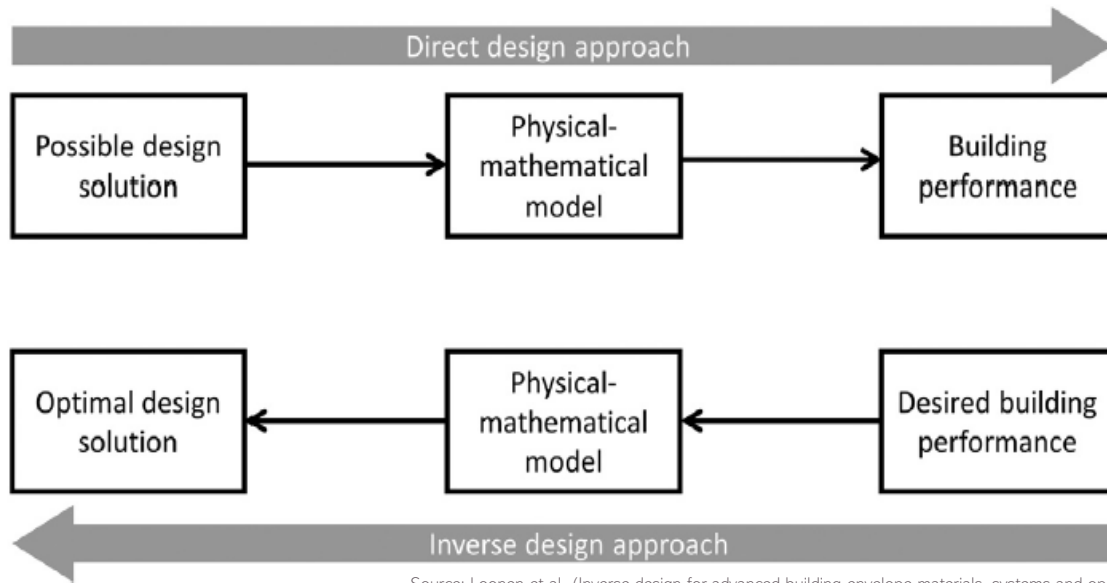 Direct design approach
Possible design
solution
Physical-
mathematical
model
Building
performance
Optimal design
solution
Physical-
mathematical
model
Desired building
performance
Inverse design approach
Source: Loonen et al. (Inverse design for advanced building envelope materials, systems and